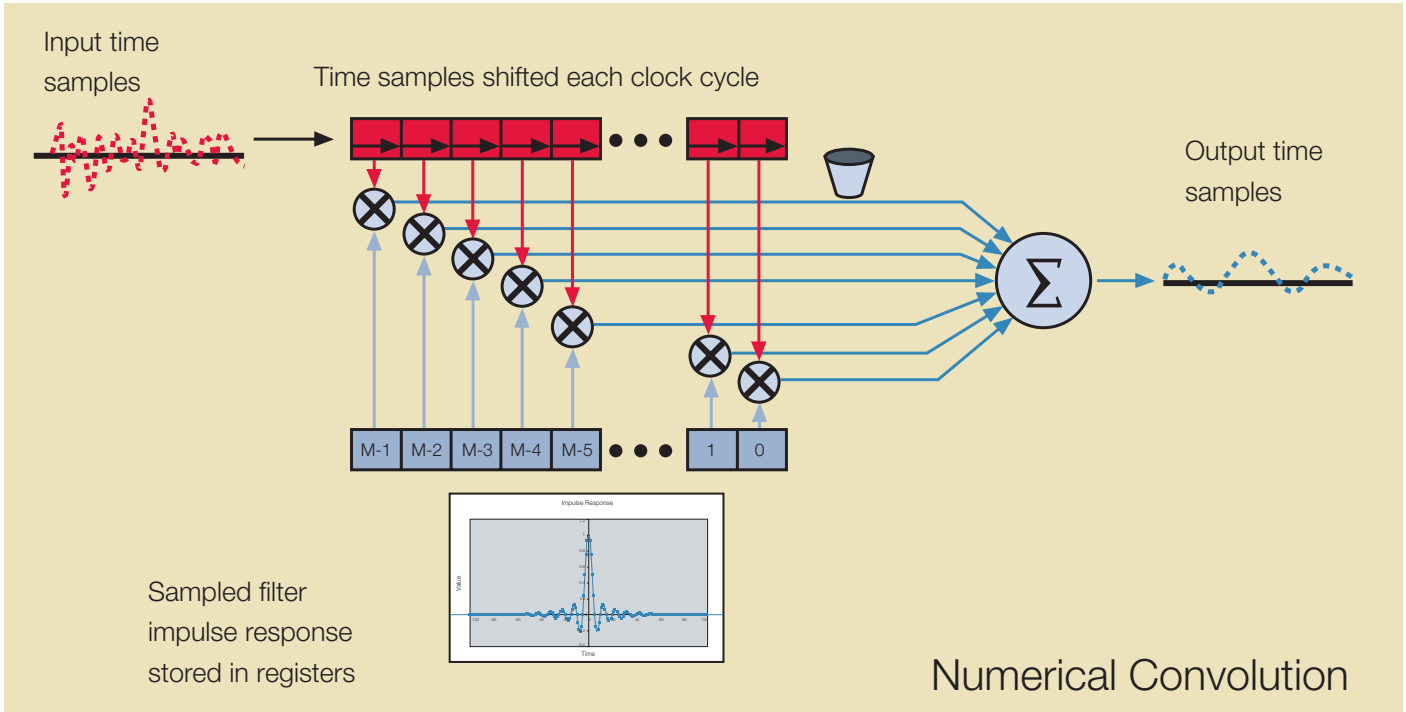 Input time
samples
Time samples shifted each clock cycle
Output time
samples
Σ
M-1 M-2 M-3 M-4 M-5 1 0
Impulse Response
Value
Time
Sampled filter
impulse response
stored in registers
Numerical Convolution